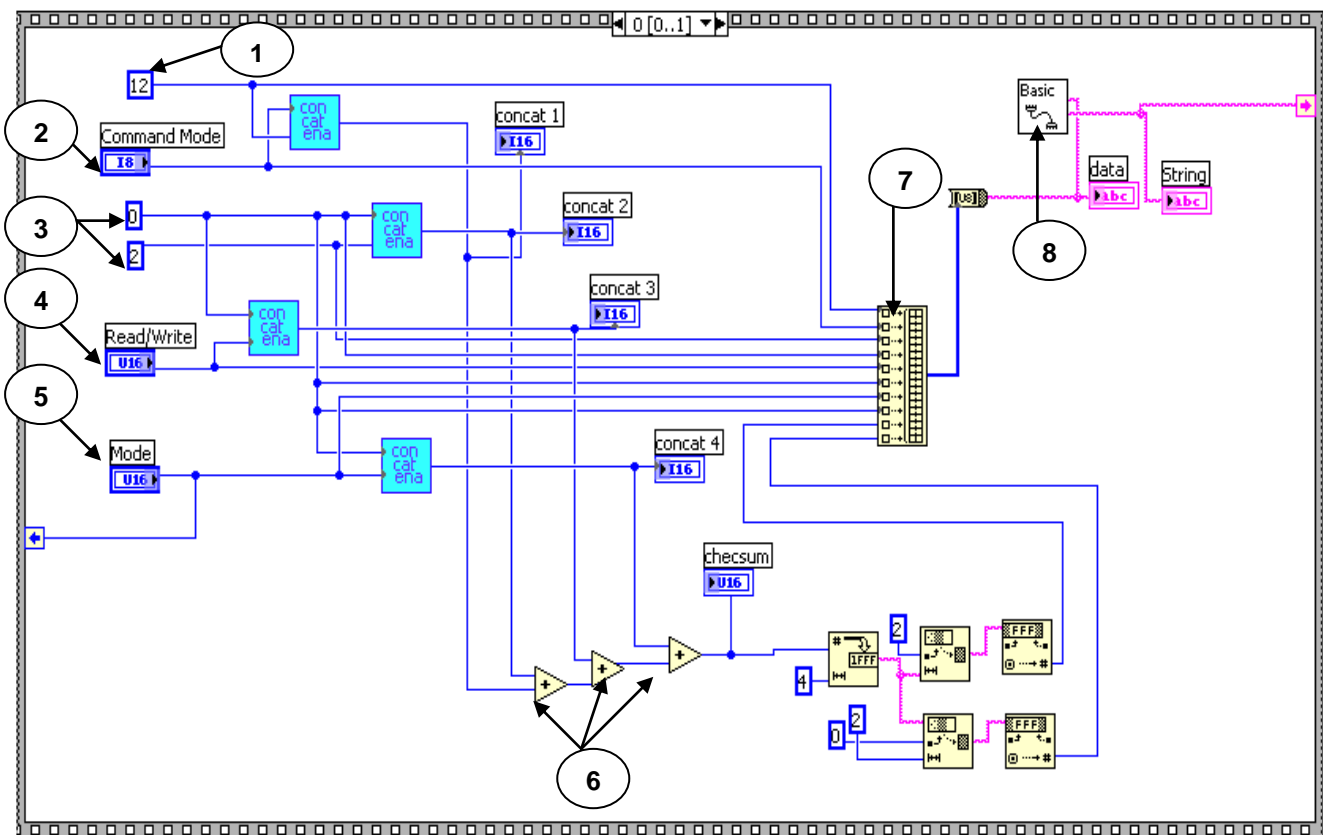 0 [0..1]
1
12
con
cat
ena
concat 1
I16
Basic
2
Command Mode
I8
7
data
abc
String
abc
[U8]
3
0
2
con
cat
ena
concat 2
I16
8
4
con
cat
ena
concat 3
I16
Read/Write
U16
5
Mode
U16
con
cat
ena
concat 4
I16
checsum
U16
+
+
+
#
1FFF
4
2
FFF
#
0
2
FFF
#
6